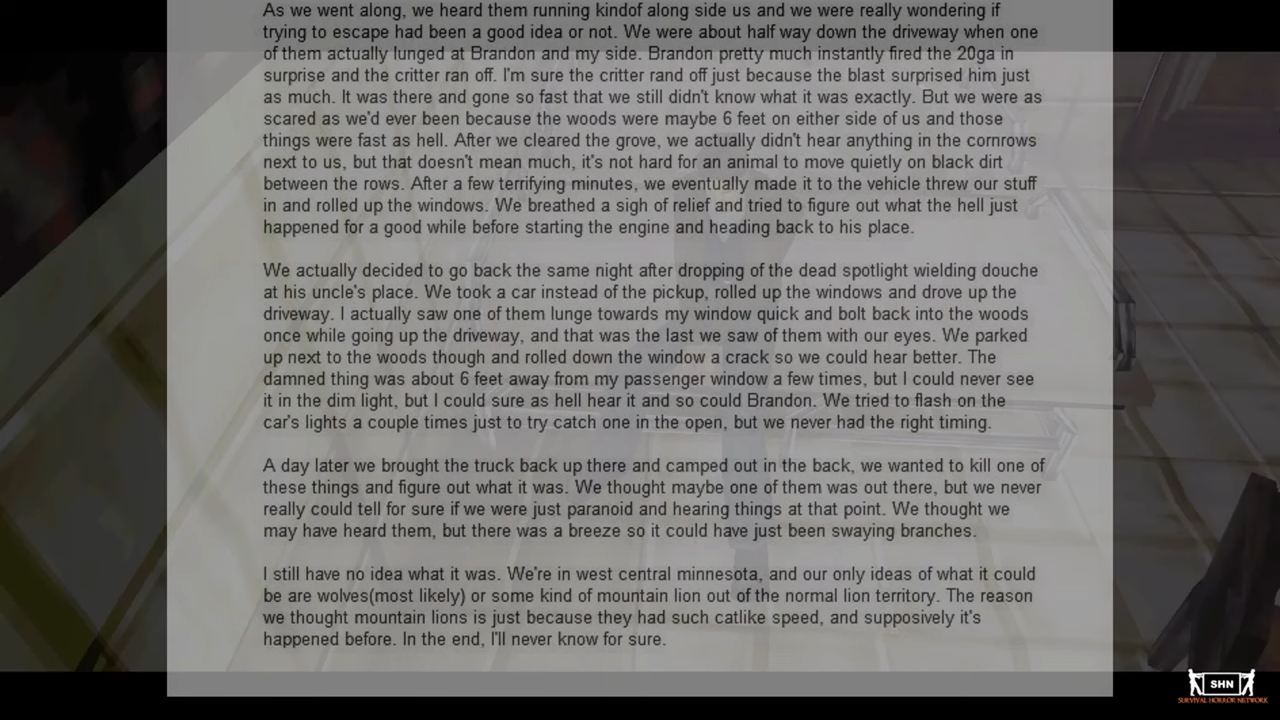 As we went along, we heard them running kindof along side us and we were really wondering if
trying to escape had been a good idea or not. We were about half way down the driveway when one
of them actually lunged at Brandon and my side. Brandon pretty much instantly fired the 20ga in
surprise and the critter ran off. I'm sure the critter rand off just because the blast surprised him just
as much. It was there and gone so fast that we still didn't know what it was exactly. But we were as
scared as we'd ever been because the woods were maybe 6 feet on either side of us and those
things were fast as hell. After we cleared the grove, we actually didn't hear anything in the cornrows
next to us, but that doesn't mean much, it's not hard for an animal to move quietly on black dirt
between the rows. After a few terrifying minutes, we eventually made it to the vehicle threw our stuff
in and rolled up the windows. We breathed a sigh of relief and tried to figure out what the hell just
happened for a good while before starting the engine and heading back to his place.
We actually decided to go back the same night after dropping of the dead spotlight wielding douche
at his uncle's place. We took a car instead of the pickup, rolled up the windows and drove up the
driveway. I actually saw one of them lunge towards my window quick and bolt back into the woods
once while going up the driveway, and that was the last we saw of them with our eyes. We parked
up next to the woods though and rolled down the window a crack so we could hear better. The
damned thing was about 6 feet away from my passenger window a few times, but I could never see
it in the dim light, but I could sure as hell hear it and so could Brandon. We tried to flash on the
car's lights a couple times just to try catch one in the open, but we never had the right timing.
A day later we brought the truck back up there and camped out in the back, we wanted to kill one of
these things and figure out what it was. We thought maybe one of them was out there, but we never
really could tell for sure if we were just paranoid and hearing things at that point. We thought we
may have heard them, but there was a breeze so it could have just been swaying branches.
I still have no idea what it was. We're in west central minnesota, and our only ideas of what it could
be are wolves(most likely) or some kind of mountain lion out of the normal lion territory. The reason
we thought mountain lions is just because they had such catlike speed, and supposively it's
happened before. In the end, I'll never know for sure.
SHN
SURVIVAL HORROR NETWORK